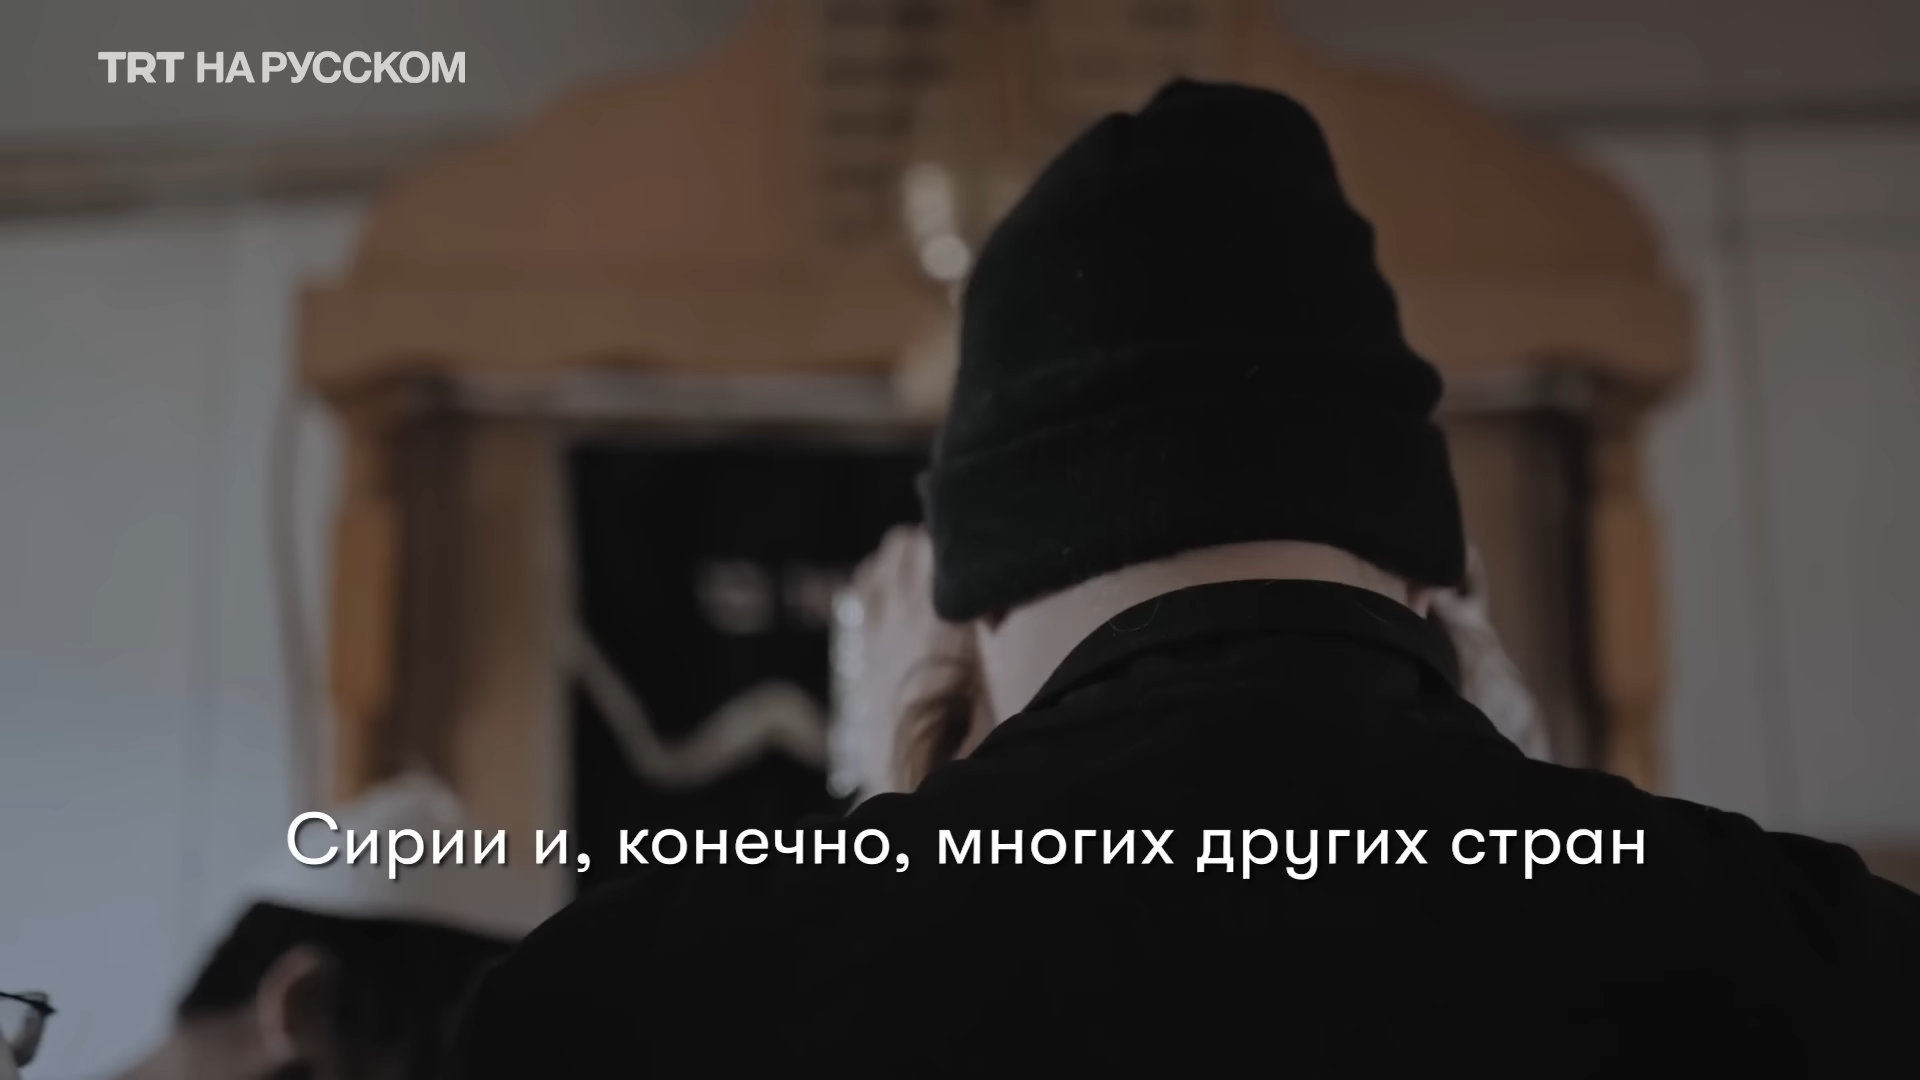 TRT НА РУССКОМ
Сирии и, конечно, многих других стран